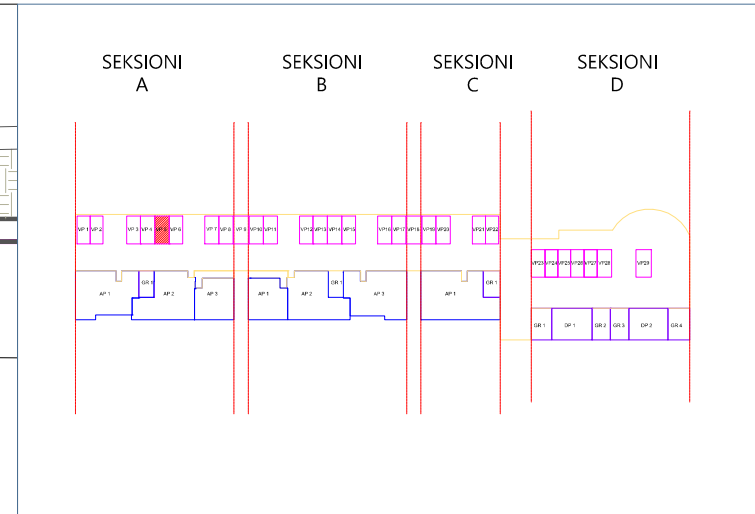 SEKSIONI A
SEKSIONI B
SEKSIONI C
SEKSIONI D
VP 1 VP 2 VP 3 VP 4 VP 5 VP 6 VP 7 VP 8 VP 9 VP10 VP11 VP12 VP13 VP14 VP15 VP16 VP17 VP18 VP19 VP20 VP21 VP22
VP23 VP24 VP25 VP26 VP27 VP28 VP29
AP 1 GR 1 AP 2 AP 3 AP 1 AP 2 GR 1 AP 3 AP 1 GR 1
GR 1 DP 1 GR 2 GR 3 DP 2 GR 4